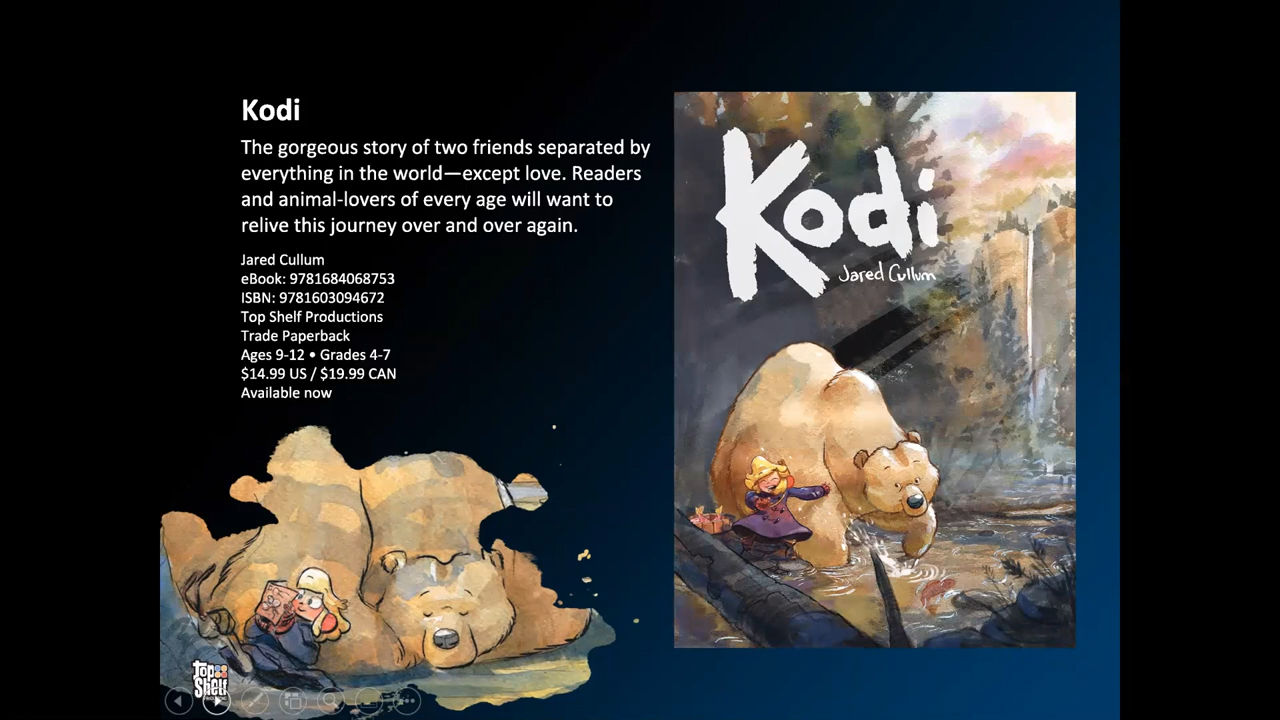 Kodi
The gorgeous story of two friends separated by
everything in the world—except love. Readers
and animal-lovers of every age will want to
relive this journey over and over again.
Jared Cullum
eBook: 9781684068753
ISBN: 9781603094672
Top Shelf Productions
Trade Paperback
Ages 9-12 • Grades 4-7
$14.99 US / $19.99 CAN
Available now
Kodi
Jared Cullum
Top
Shelf